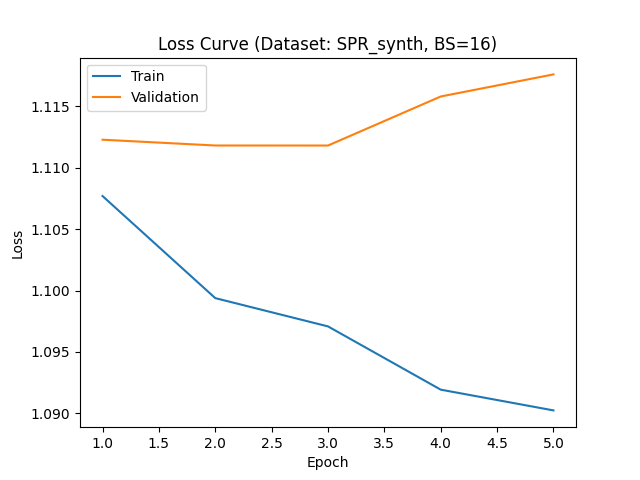 Loss Curve (Dataset: SPR_synth, BS=16)
Train
Validation
1.115
1.110
1.105
1.100
1.095
1.090
Loss
1.0 1.5 2.0 2.5 3.0 3.5 4.0 4.5 5.0
Epoch